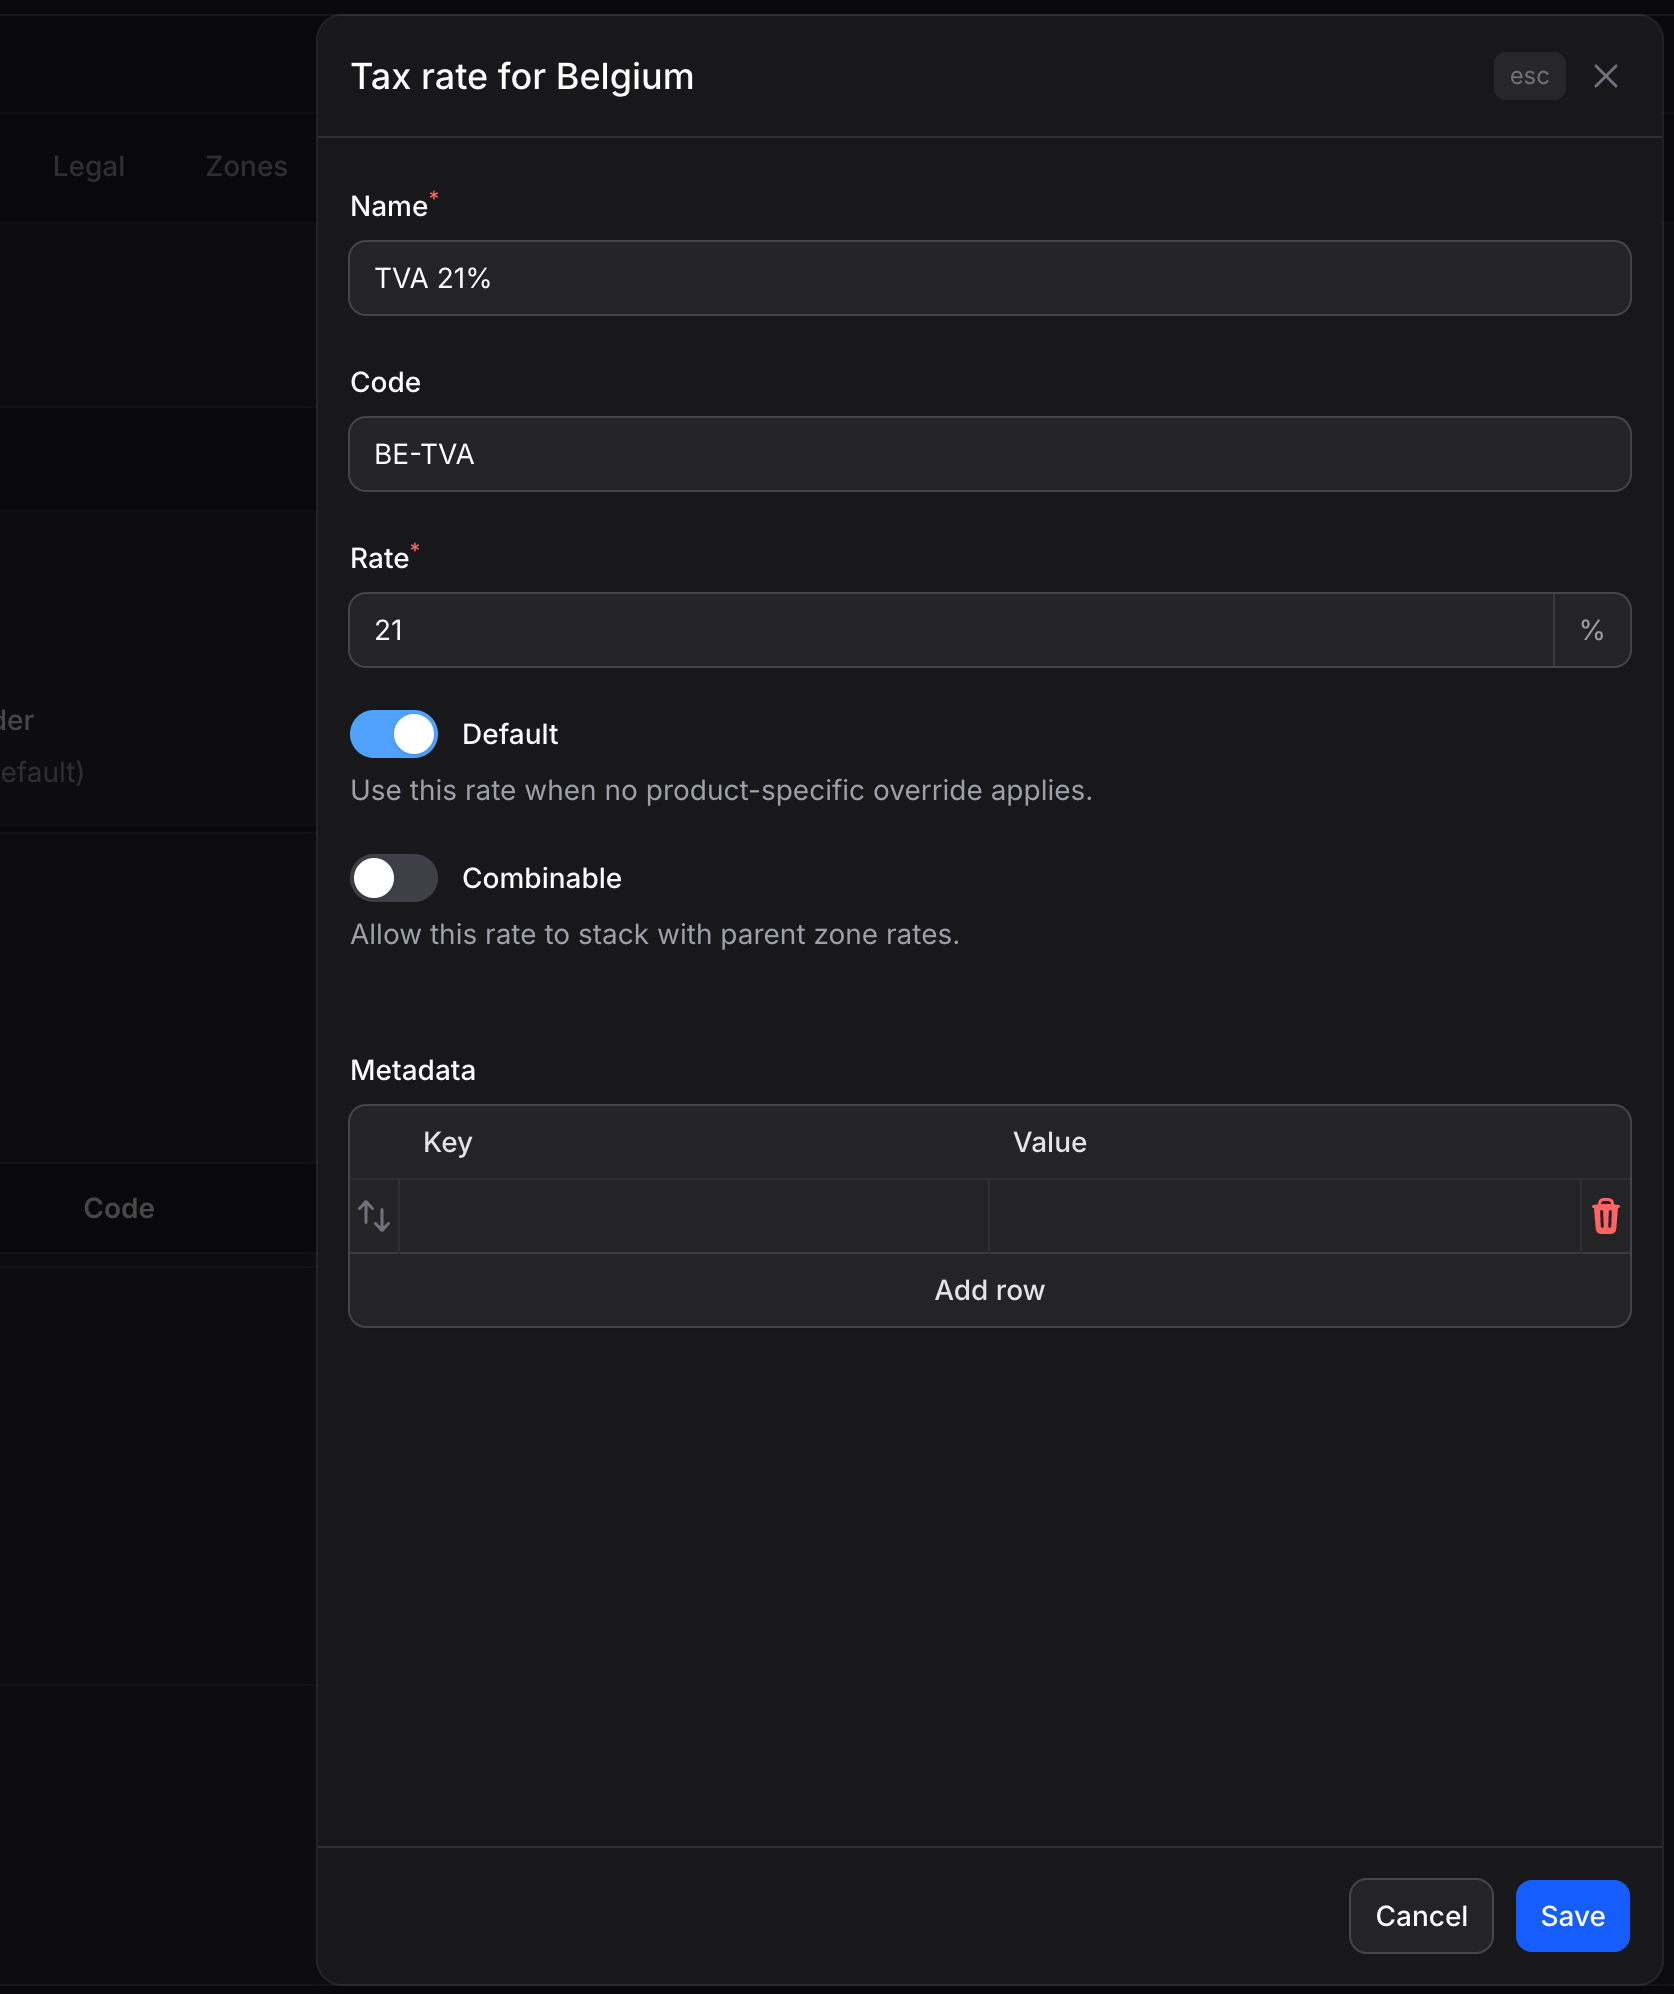 Tax rate for Belgium
esc
Legal
Zones
Name*
TVA 21%
Code
BE-TVA
Rate*
21
%
Default
Use this rate when no product-specific override applies.
efault)
Combinable
Allow this rate to stack with parent zone rates.
Metadata
Key
Value
Code
Add row
Cancel
Save